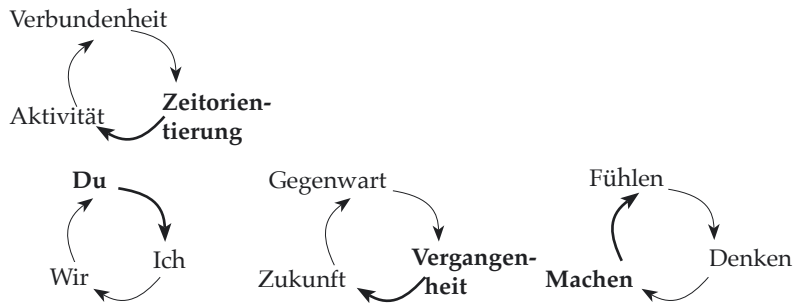 Verbundenheit
Aktivität
Zeitorien-
tierung
Du
Ich
Wir
Gegenwart
Vergangen-
heit
Zukunft
Fühlen
Denken
Machen